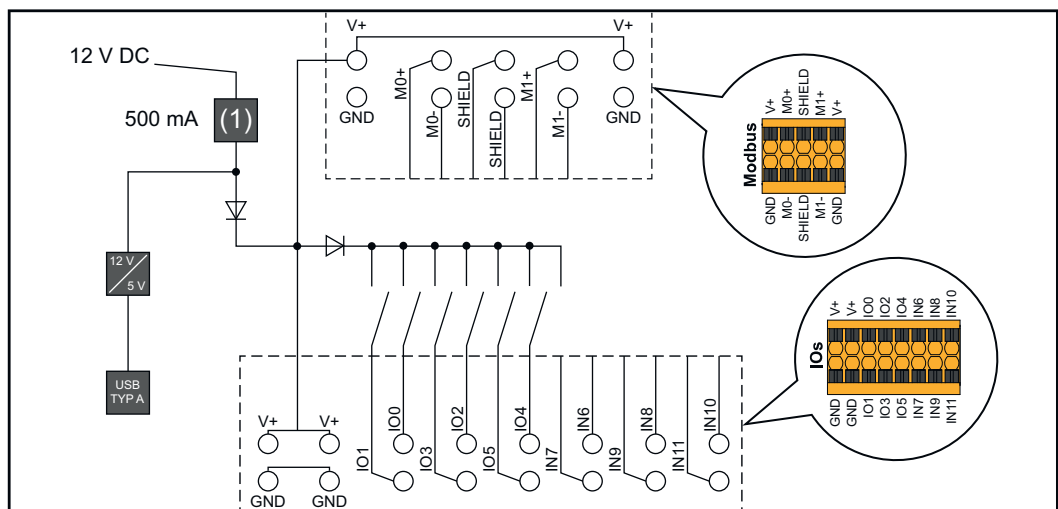 V+ V+
12 V DC
M0+ SHIELD M1+
500 mA (1)
GND M0- SHIELD M1- GND
V+ M0+ SHIELD M1+ V+
Modbus
GND M0- SHIELD M1- GND
12 V
5 V
USB
TYP A
V+ V+ IO0 IO2 IO4 IN6 IN8 IN10
IOs
GND GND IO1 IO3 IO5 IN7 IN9 IN11
V+ V+ IO0 IO2 IO4 IN6 IN8 IN10
IO1 IO3 IO5 IN7 IN9 IN11
GND GND